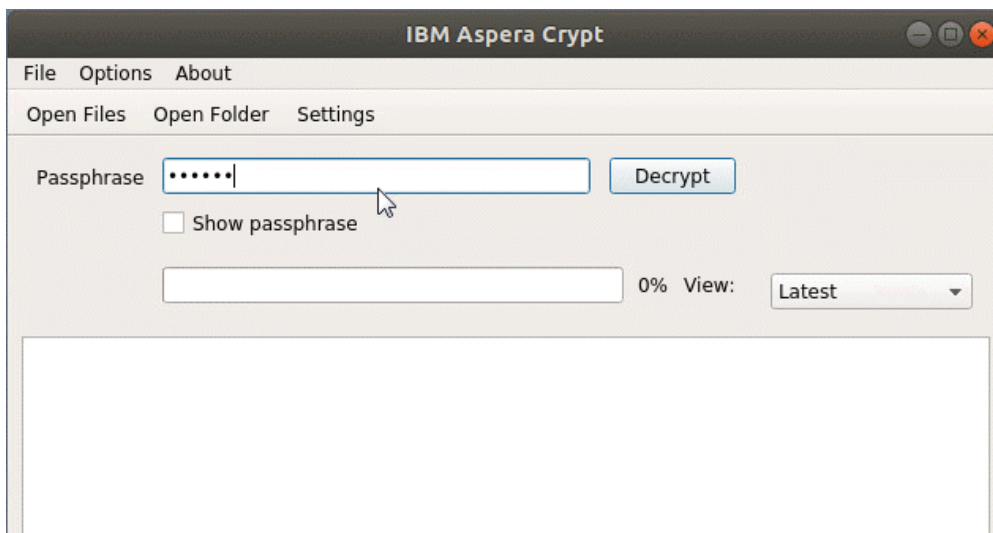 IBM Aspera Crypt
File Options About
Open Files Open Folder Settings
Passphrase •••••• Decrypt
Show passphrase
0% View: Latest